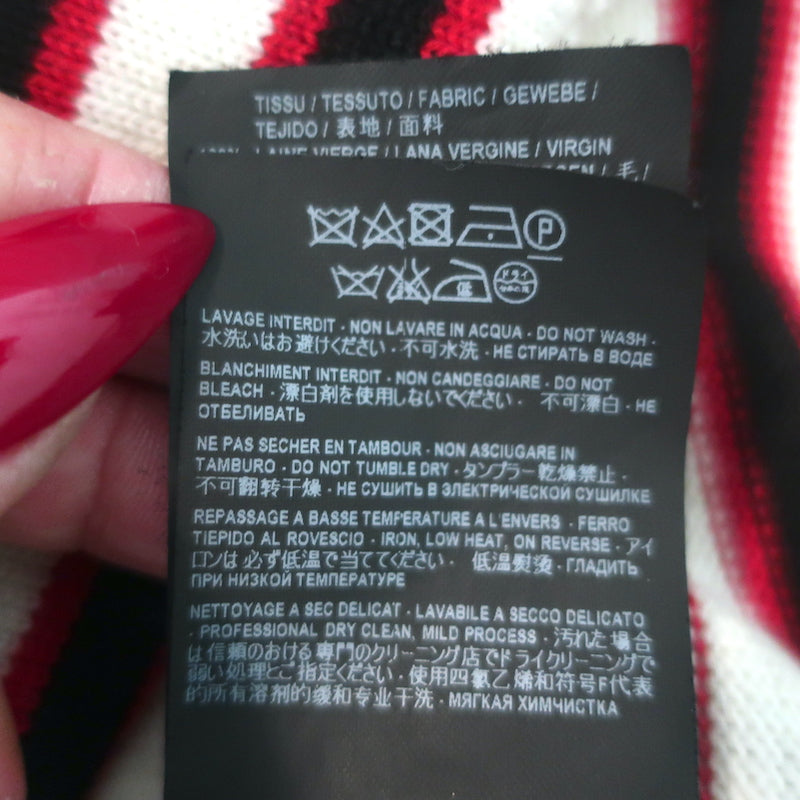 TISSU / TESSUTO / FABRIC / GEWEBE /
TEJIDO / 表地 / 面料
100% LAINE VIERGE / LANA VERGINE / VIRGIN
毛 /
P
低 ドライ
LAVAGE INTERDIT - NON LAVARE IN ACQUA - DO NOT WASH -
水洗いはお避けください - 不可水洗 - НЕ СТИРАТЬ В ВОДЕ
BLANCHIMENT INTERDIT - NON CANDEGGIARE - DO NOT
BLEACH - 漂白剤を使用しないでください - 不可漂白 - НЕ
ОТБЕЛИВАТЬ
NE PAS SECHER EN TAMBOUR - NON ASCIUGARE IN
TAMBURO - DO NOT TUMBLE DRY - タンブラー乾燥禁止 -
不可翻转干燥 - НЕ СУШИТЬ В ЭЛЕКТРИЧЕСКОЙ СУШИЛКЕ
REPASSAGE A BASSE TEMPERATURE A L'ENVERS - FERRO
TIEPIDO AL ROVESCIO - IRON, LOW HEAT, ON REVERSE - アイ
ロンは必ず低温で当ててください - 低温熨烫 - ГЛАДИТЬ
ПРИ НИЗКОЙ ТЕМПЕРАТУРЕ
NETTOYAGE A SEC DELICAT - LAVABILE A SECCO DELICATO
- PROFESSIONAL DRY CLEAN, MILD PROCESS - 汚れた場合
は信頼のおける専門のクリーニング店でドライクリーニングで
弱い処理とご指定ください - 使用四氯乙烯和符号F代表
的所有溶剂的缓和专业干洗 - МЯГКАЯ ХИМЧИСТКА